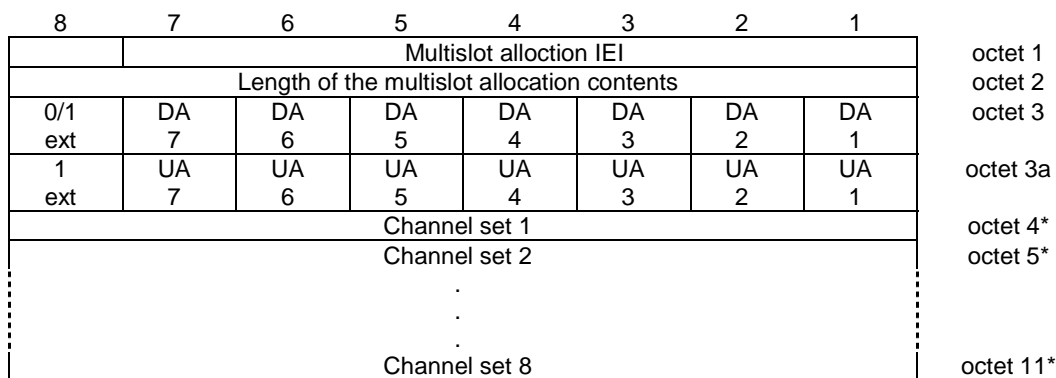 8 7 6 5 4 3 2 1
Multislot alloction IEI octet 1
Length of the multislot allocation contents octet 2
0/1 DA DA DA DA DA DA DA octet 3
ext 7 6 5 4 3 2 1
1 UA UA UA UA UA UA UA octet 3a
ext 7 6 5 4 3 2 1
Channel set 1 octet 4*
Channel set 2 octet 5*
.
.
.
Channel set 8 octet 11*